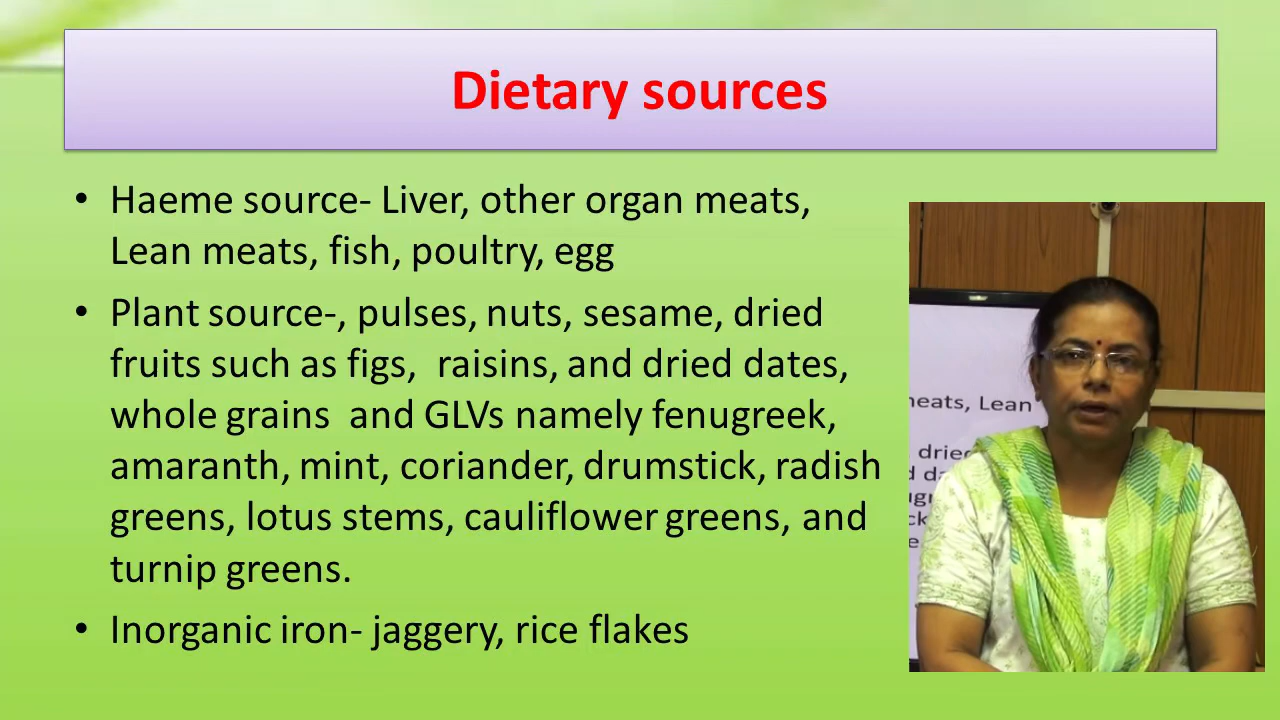 Dietary sources
• Haeme source- Liver, other organ meats,
Lean meats, fish, poultry, egg
• Plant source-, pulses, nuts, sesame, dried
fruits such as figs,  raisins, and dried dates,
whole grains  and GLVs namely fenugreek,
amaranth, mint, coriander, drumstick, radish
greens, lotus stems, cauliflower greens, and
turnip greens.
• Inorganic iron- jaggery, rice flakes
Lean